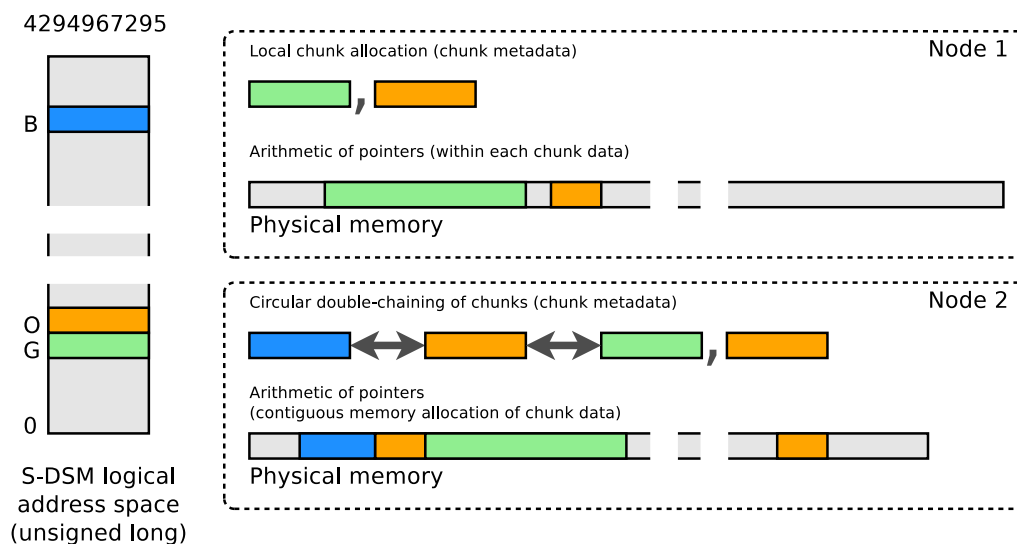 4294967295
B
O
G
0
S-DSM logical
address space
(unsigned long)
Node 1
Local chunk allocation (chunk metadata)
,
Arithmetic of pointers (within each chunk data)
Physical memory
Node 2
Circular double-chaining of chunks (chunk metadata)
,
Arithmetic of pointers
(contiguous memory allocation of chunk data)
Physical memory